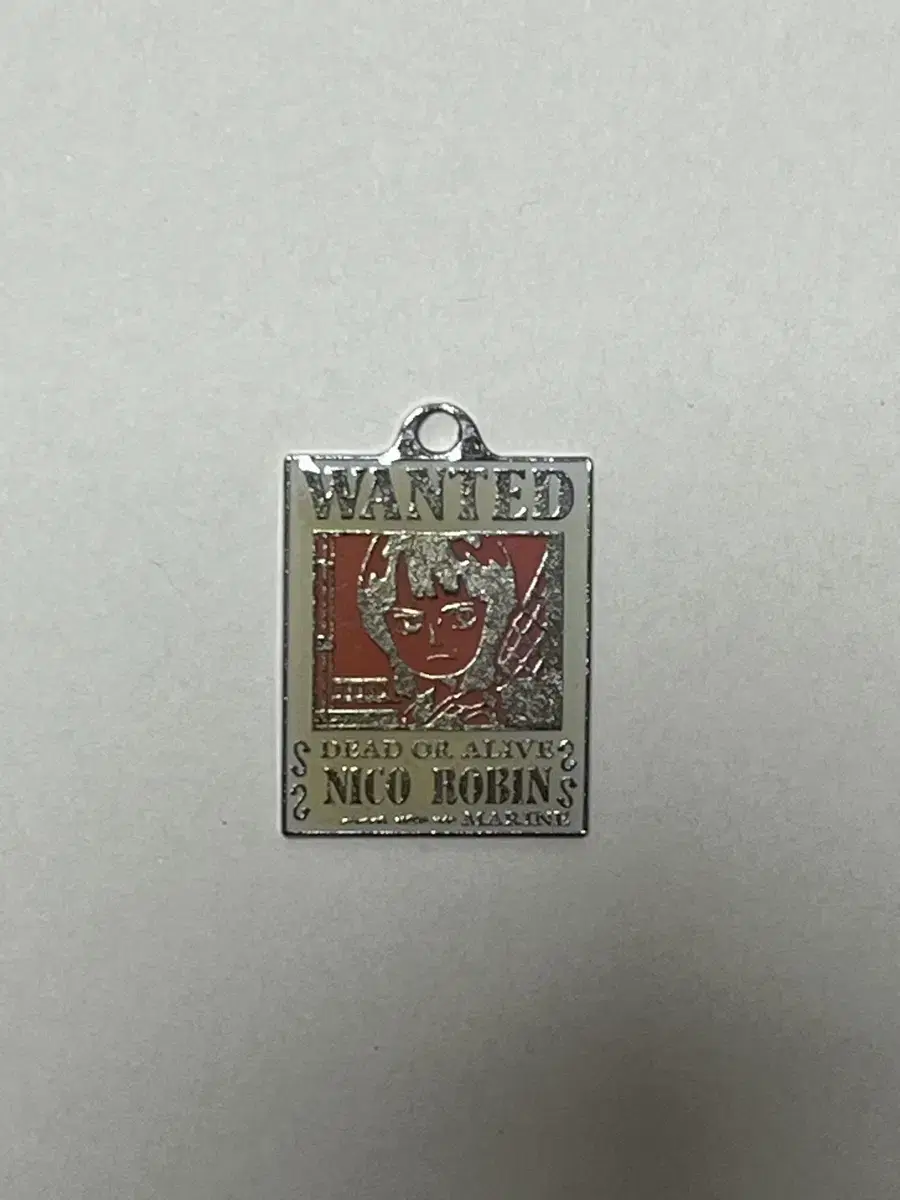 WANTED
DEAD OR ALIVE
NICO ROBIN
MARINE